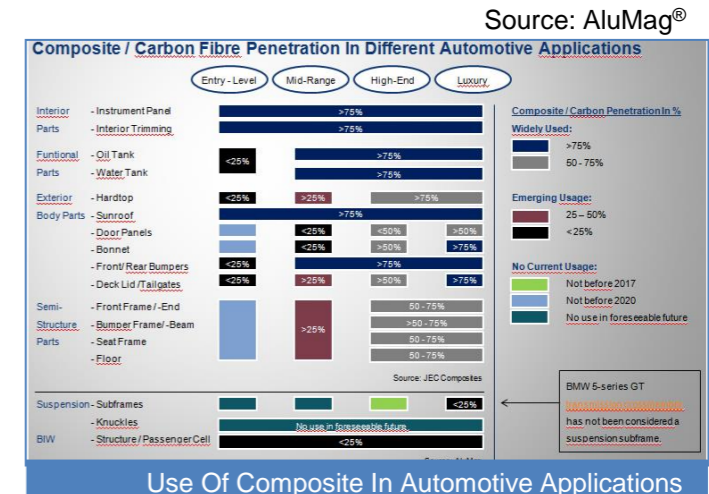 Source: AluMag®
Composite / Carbon Fibre Penetration In Different Automotive Applications
Entry - Level Mid-Range High-End Luxury
Interior - Instrument Panel >75%
Parts - Interior Trimming >75%
Funtional - Oil Tank <25% >75%
Parts - Water Tank >75%
Exterior - Hardtop <25% >25% >75%
Body Parts - Sunroof >75%
- Door Panels <25% <50% >50%
- Bonnet <25% >50% >75%
- Front/ Rear Bumpers <25% >75%
- Deck Lid /Tailgates <25% >25% >50% >75%
Semi- - Front Frame / -End 50 - 75%
Structure - Bumper Frame/ -Beam >25% >50 - 75%
Parts - Seat Frame 50 - 75%
- Floor 50 - 75%
Source: JEC Composites
Suspension - Subframes <25%
- Knuckles No use in foreseeable future
BIW - Structure / Passenger Cell <25%
Composite / Carbon Penetration In %
Widely Used:
>75%
50 - 75%
Emerging Usage:
25 – 50%
<25%
No Current Usage:
Not before 2017
Not before 2020
No use in foreseeable future
BMW 5-series GT
has not been considered a
suspension subframe.
Use Of Composite In Automotive Applications